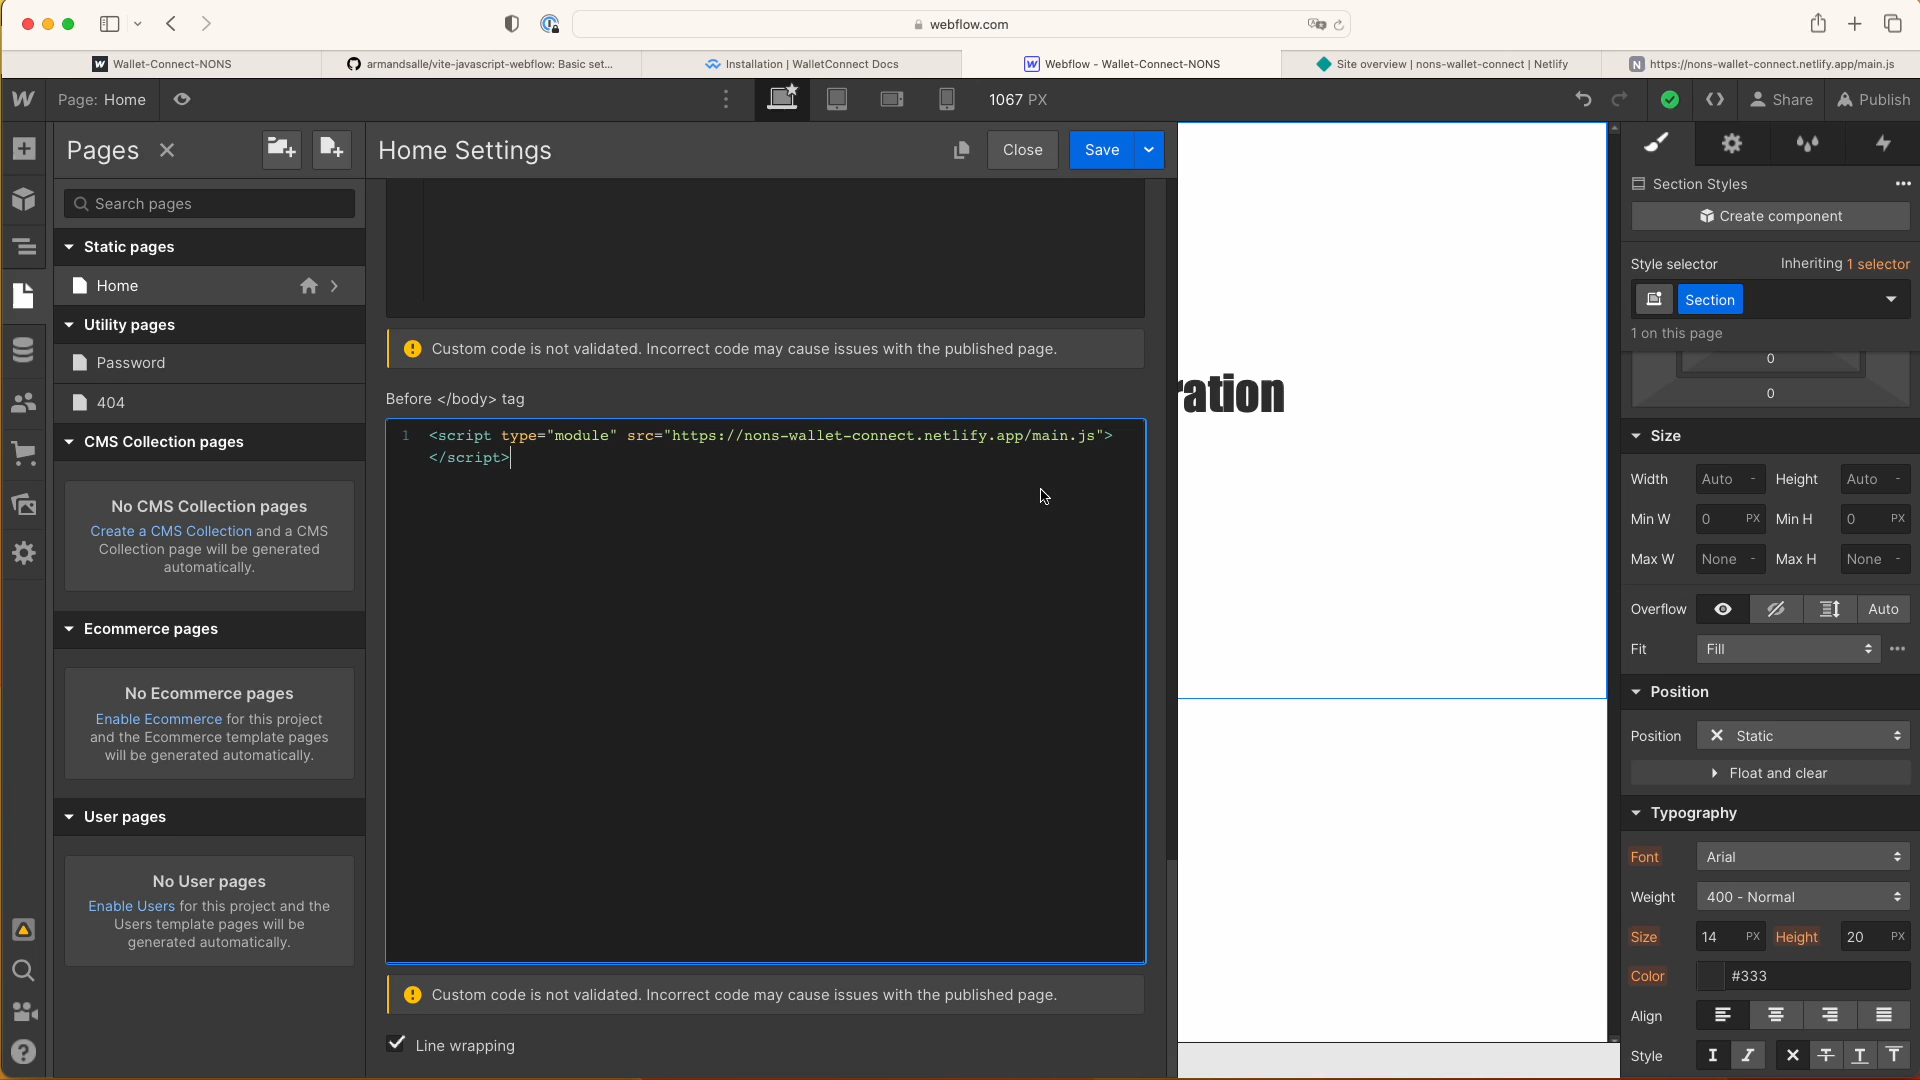 webflow.com
Wallet-Connect-NONS
armandsalle/vite-javascript-webflow: Basic set...
Installation | WalletConnect Docs
Webflow - Wallet-Connect-NONS
Site overview | nons-wallet-connect | Netlify
N
https://nons-wallet-connect.netlify.app/main.js
Page: Home
1067 PX
Share
Publish
Pages
Home Settings
Close
Save
Search pages
Static pages
Home
Utility pages
Password
404
CMS Collection pages
No CMS Collection pages
Create a CMS Collection and a CMS
Collection page will be generated
automatically.
Ecommerce pages
No Ecommerce pages
Enable Ecommerce for this project
and the Ecommerce template pages
will be generated automatically.
User pages
No User pages
Enable Users for this project and the
Users template pages will be
generated automatically.
Custom code is not validated. Incorrect code may cause issues with the published page.
Before </body> tag
1 <script type="module" src="https://nons-wallet-connect.netlify.app/main.js">
</script>
Custom code is not validated. Incorrect code may cause issues with the published page.
Line wrapping
ration
Section Styles
Create component
Style selector
Inheriting 1 selector
Section
1 on this page
0
0
Size
Width Auto - Height Auto -
Min W 0 PX Min H 0 PX
Max W None - Max H None -
Overflow Auto
Fit Fill
Position
Position Static
Float and clear
Typography
Font Arial
Weight 400 - Normal
Size 14 PX Height 20 PX
Color #333
Align
Style